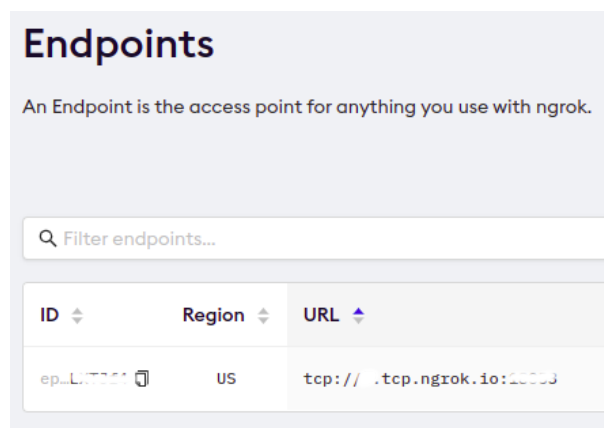 Endpoints
An Endpoint is the access point for anything you use with ngrok.
Filter endpoints...
ID Region URL
US tcp:// .tcp.ngrok.io: